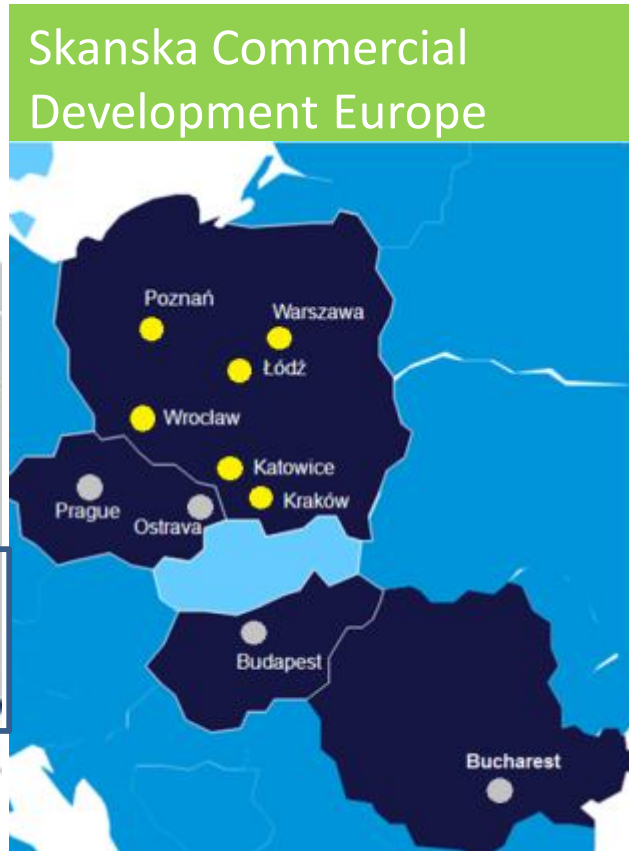 Skanska Commercial
Development Europe
Poznań
Warszawa
Łódź
Wrocław
Katowice
Kraków
Prague
Ostrava
Budapest
Bucharest